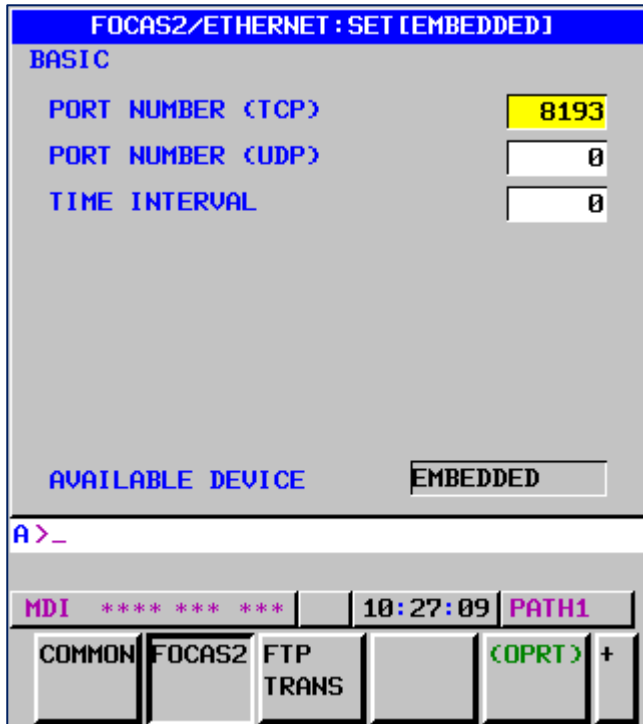 FOCAS2/ETHERNET:SET[EMBEDDED]
BASIC
PORT NUMBER (TCP) 8193
PORT NUMBER (UDP) 0
TIME INTERVAL 0
AVAILABLE DEVICE EMBEDDED
A>_
MDI **** *** *** 10:27:09 PATH1
COMMON FOCAS2 FTP (OPRT) +
TRANS